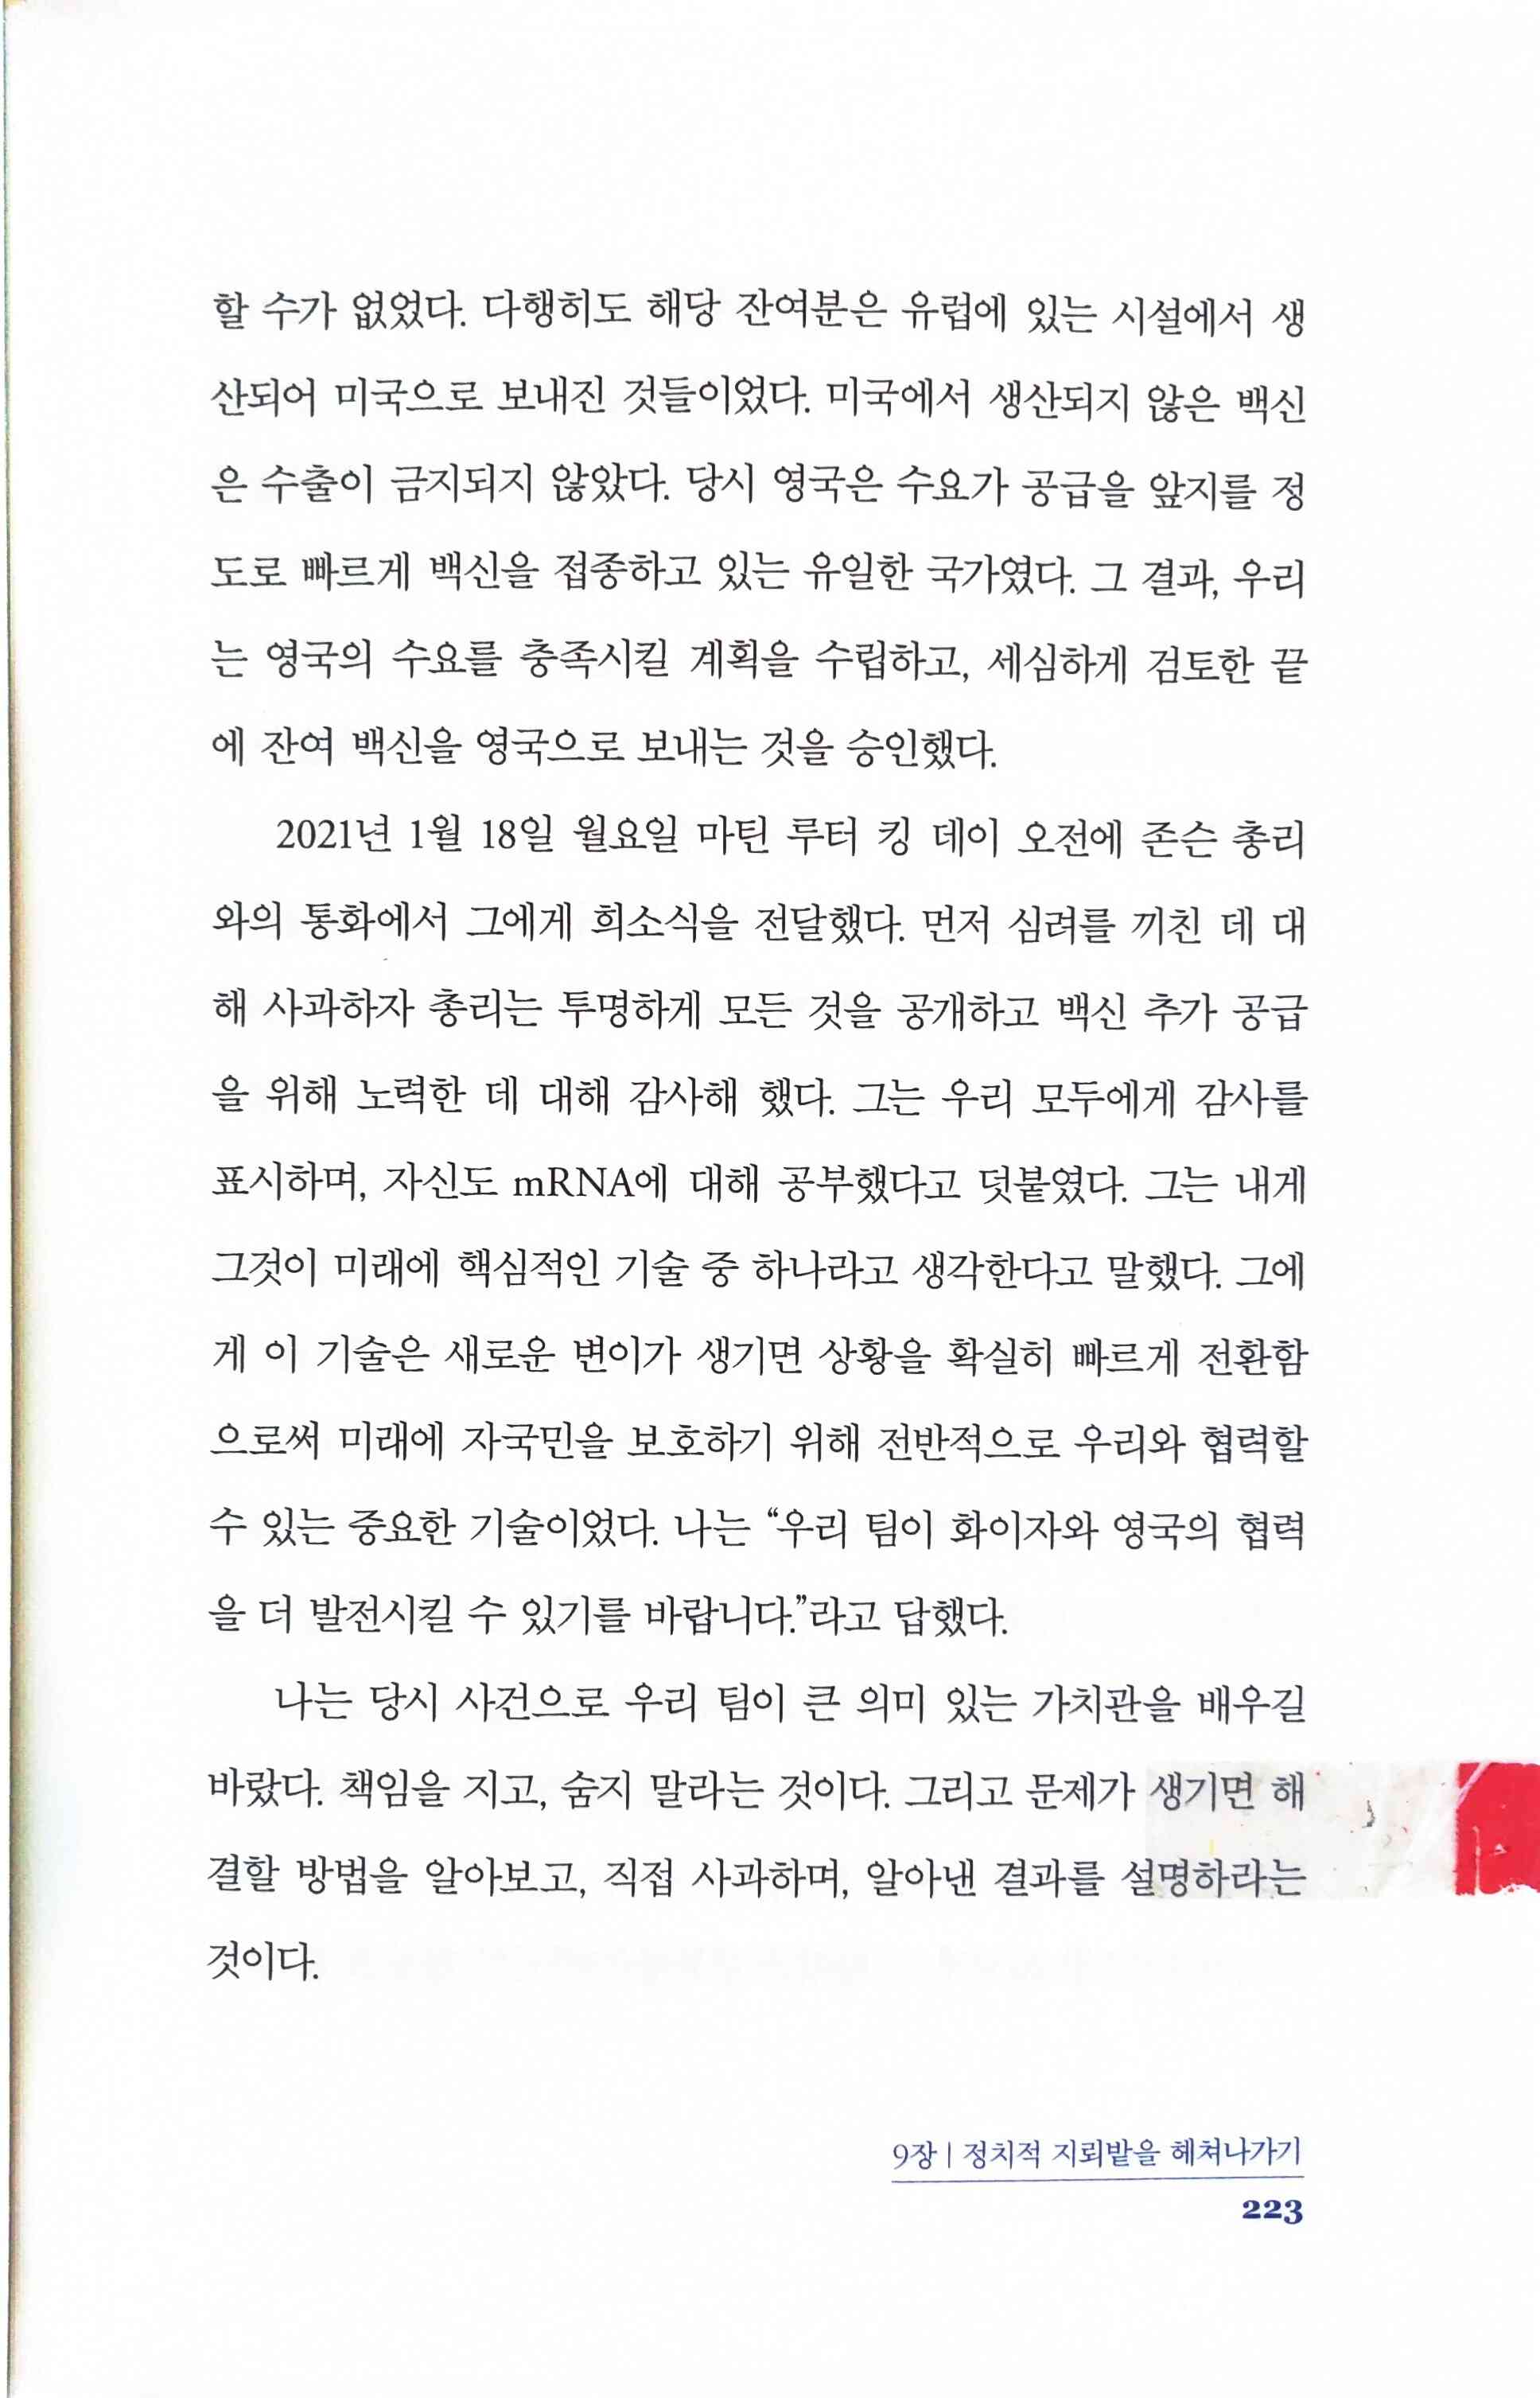 할 수가 없었다. 다행히도 해당 잔여분은 유럽에 있는 시설에서 생
산되어 미국으로 보내진 것들이었다. 미국에서 생산되지 않은 백신
은 수출이 금지되지 않았다. 당시 영국은 수요가 공급을 앞지를 정
도로 빠르게 백신을 접종하고 있는 유일한 국가였다. 그 결과, 우리
는 영국의 수요를 충족시킬 계획을 수립하고, 세심하게 검토한 끝
에 잔여 백신을 영국으로 보내는 것을 승인했다.
2021년 1월 18일 월요일 마틴 루터 킹 데이 오전에 존슨 총리
와의 통화에서 그에게 희소식을 전달했다. 먼저 심려를 끼친 데 대
해 사과하자 총리는 투명하게 모든 것을 공개하고 백신 추가 공급
을 위해 노력한 데 대해 감사해 했다. 그는 우리 모두에게 감사를
표시하며, 자신도 mRNA에 대해 공부했다고 덧붙였다. 그는 내게
그것이 미래에 핵심적인 기술 중 하나라고 생각한다고 말했다. 그에
게 이 기술은 새로운 변이가 생기면 상황을 확실히 빠르게 전환함
으로써 미래에 자국민을 보호하기 위해 전반적으로 우리와 협력할
수 있는 중요한 기술이었다. 나는 “우리 팀이 화이자와 영국의 협력
을 더 발전시킬 수 있기를 바랍니다.”라고 답했다.
나는 당시 사건으로 우리 팀이 큰 의미 있는 가치관을 배우길
바랐다. 책임을 지고, 숨지 말라는 것이다. 그리고 문제가 생기면 해
결할 방법을 알아보고, 직접 사과하며, 알아낸 결과를 설명하라는
것이다.
9장 | 정치적 지뢰밭을 헤쳐나가기
223